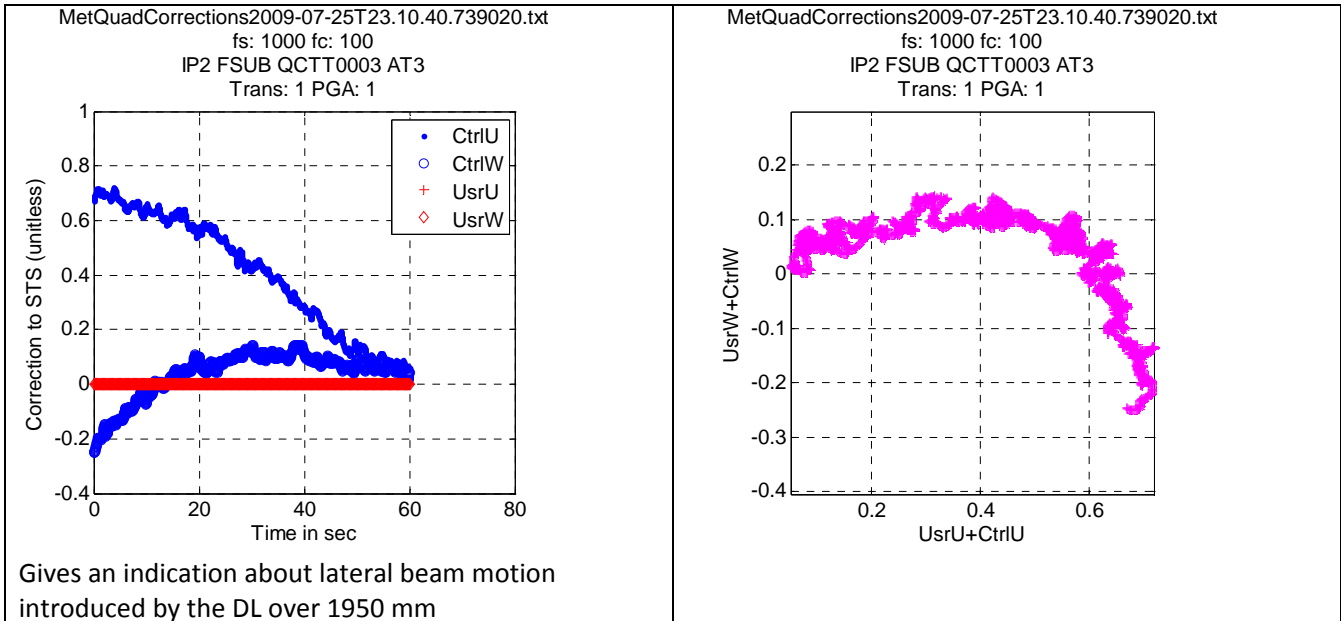 MetQuadCorrections2009-07-25T23.10.40.739020.txt
fs: 1000 fc: 100
IP2 FSUB QCTT0003 AT3
Trans: 1 PGA: 1
1
0.8
0.6
0.4
0.2
0
-0.2
-0.4
Correction to STS (unitless)
CtrlU
CtrlW
UsrU
UsrW
0 20 40 60 80
Time in sec
Gives an indication about lateral beam motion
introduced by the DL over 1950 mm
MetQuadCorrections2009-07-25T23.10.40.739020.txt
fs: 1000 fc: 100
IP2 FSUB QCTT0003 AT3
Trans: 1 PGA: 1
0.2
0.1
0
-0.1
-0.2
-0.3
-0.4
UsrW+CtrlW
0.2 0.4 0.6
UsrU+CtrlU